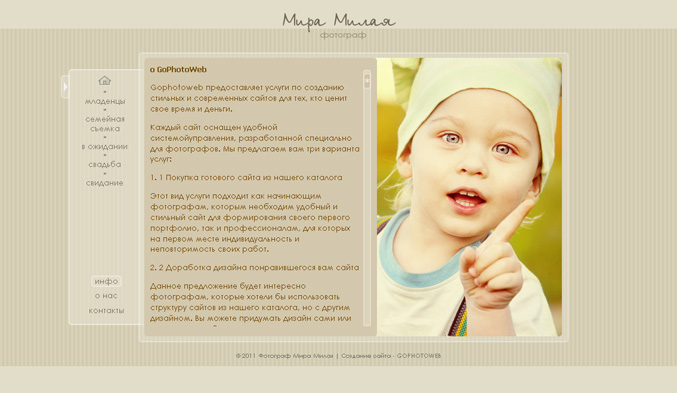 Мира Милая
фотограф
младенцы
семейная
съемка
в ожидании
свадьба
свидание
инфо
о нас
контакты
о GoPhotoWeb
Gophotoweb предоставляет услуги по созданию
стильных и современных сайтов для тех, кто ценит
свое время и деньги.
Каждый сайт оснащен удобной
системойуправления, разработанной специально
для фотографов. Мы предлагаем вам три варианта
услуг:
1. 1 Покупка готового сайта из нашего каталога
Этот вид услуги подходит как начинающим
фотографам, которым необходим удобный и
стильный сайт для формирования своего первого
портфолио, так и профессионалам, для которых
на первом месте индивидуальность и
неповторимость своих работ.
2. 2 Доработка дизайна понравившегося вам сайта
Данное предложение будет интересно
фотографам, которые хотели бы использовать
структуру сайтов из нашего каталога, но с другим
дизайном. Вы можете придумать дизайн сами или
©2011 Фотограф Мира Милая | Создание сайта - GOPHOTOWEB